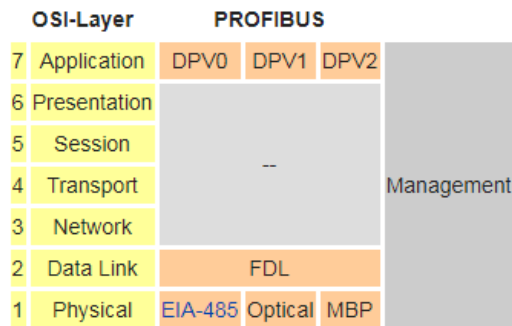 OSI-Layer PROFIBUS
7 Application DPV0 DPV1 DPV2
6 Presentation
5 Session
--
4 Transport Management
3 Network
2 Data Link FDL
1 Physical EIA-485 Optical MBP